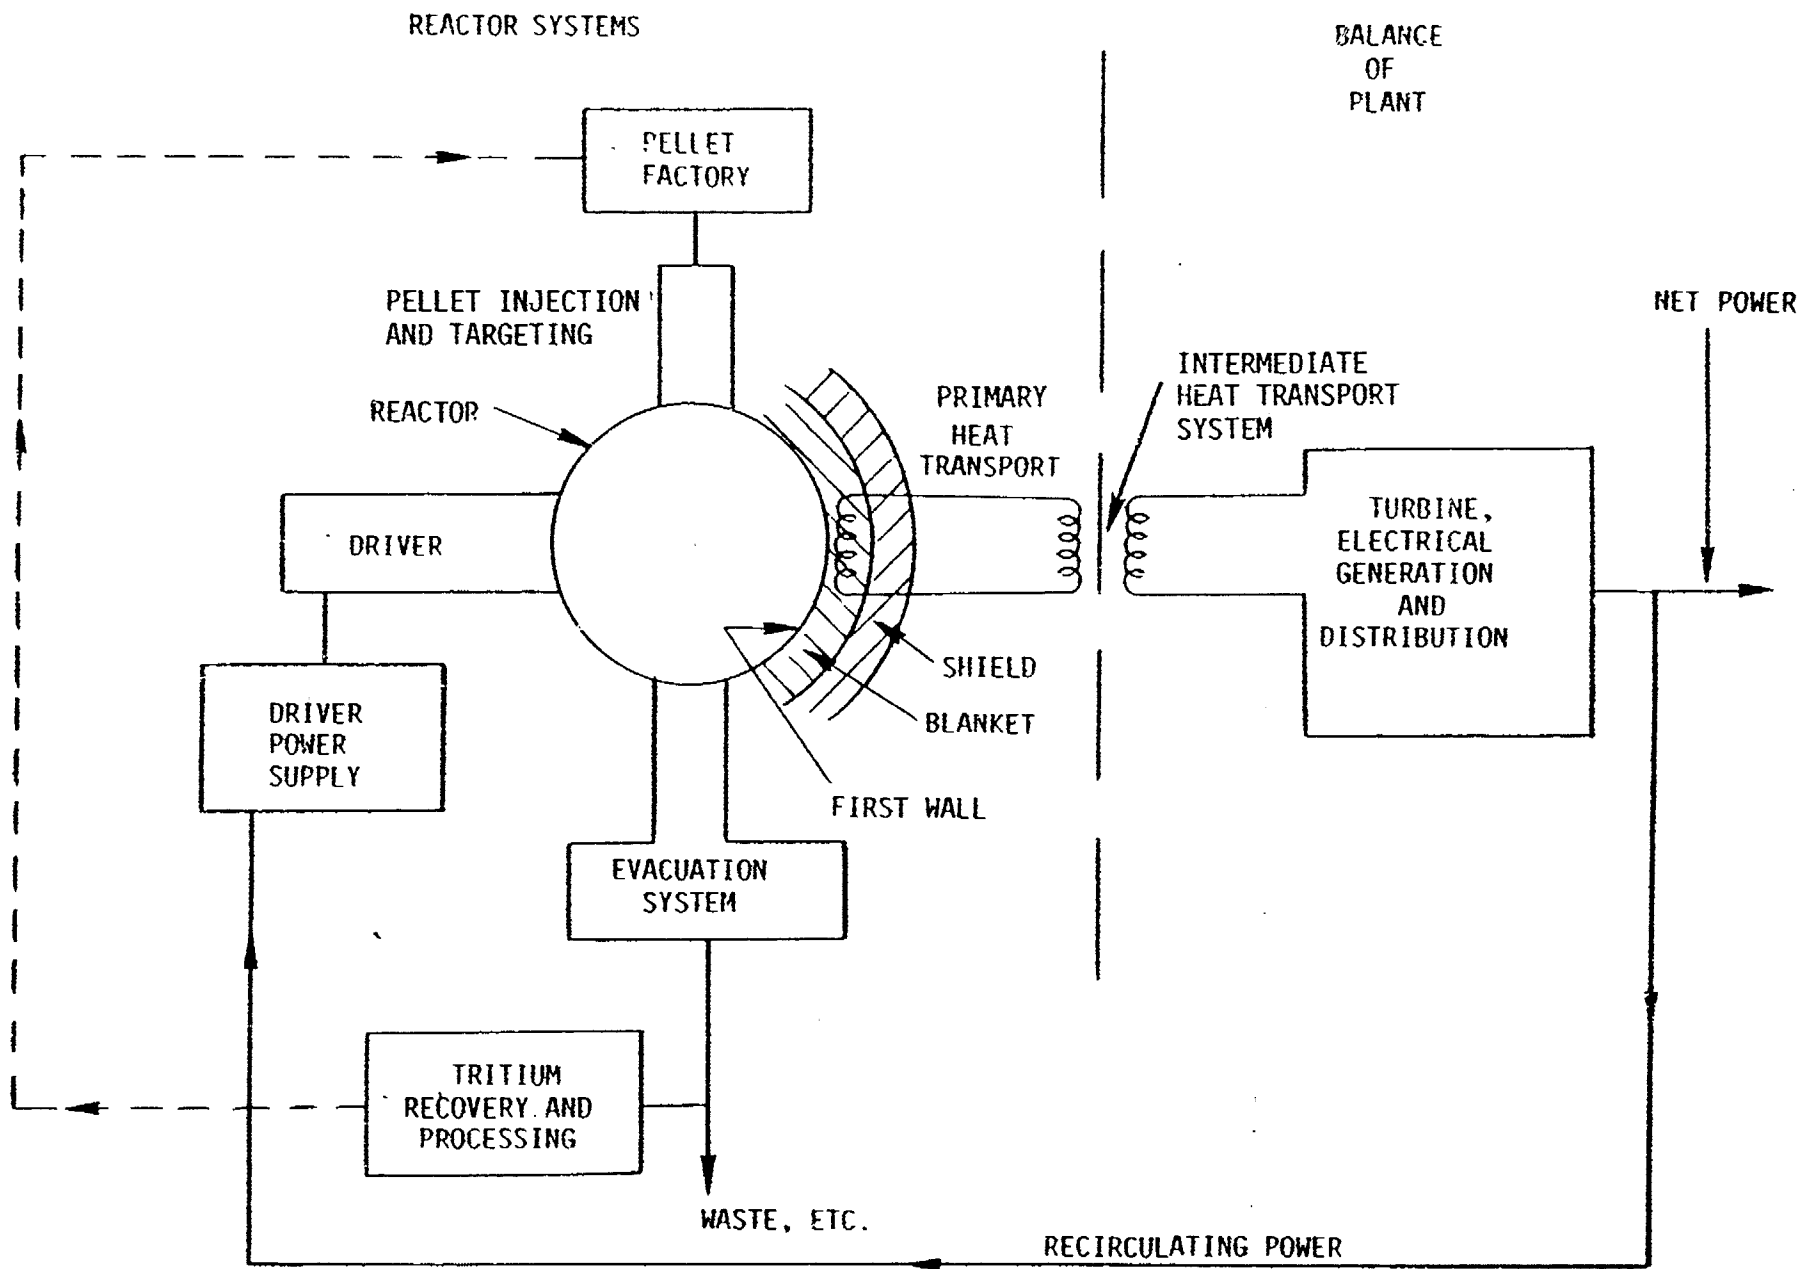 REACTOR SYSTEMS
BALANCE
OF
PLANT
PELLET
FACTORY
PELLET INJECTION
AND TARGETING
NET POWER
INTERMEDIATE
HEAT TRANSPORT
SYSTEM
REACTOR
PRIMARY
HEAT
TRANSPORT
DRIVER
TURBINE,
ELECTRICAL
GENERATION
AND
DISTRIBUTION
SHIELD
BLANKET
FIRST WALL
DRIVER
POWER
SUPPLY
EVACUATION
SYSTEM
TRITIUM
RECOVERY AND
PROCESSING
WASTE, ETC.
RECIRCULATING POWER